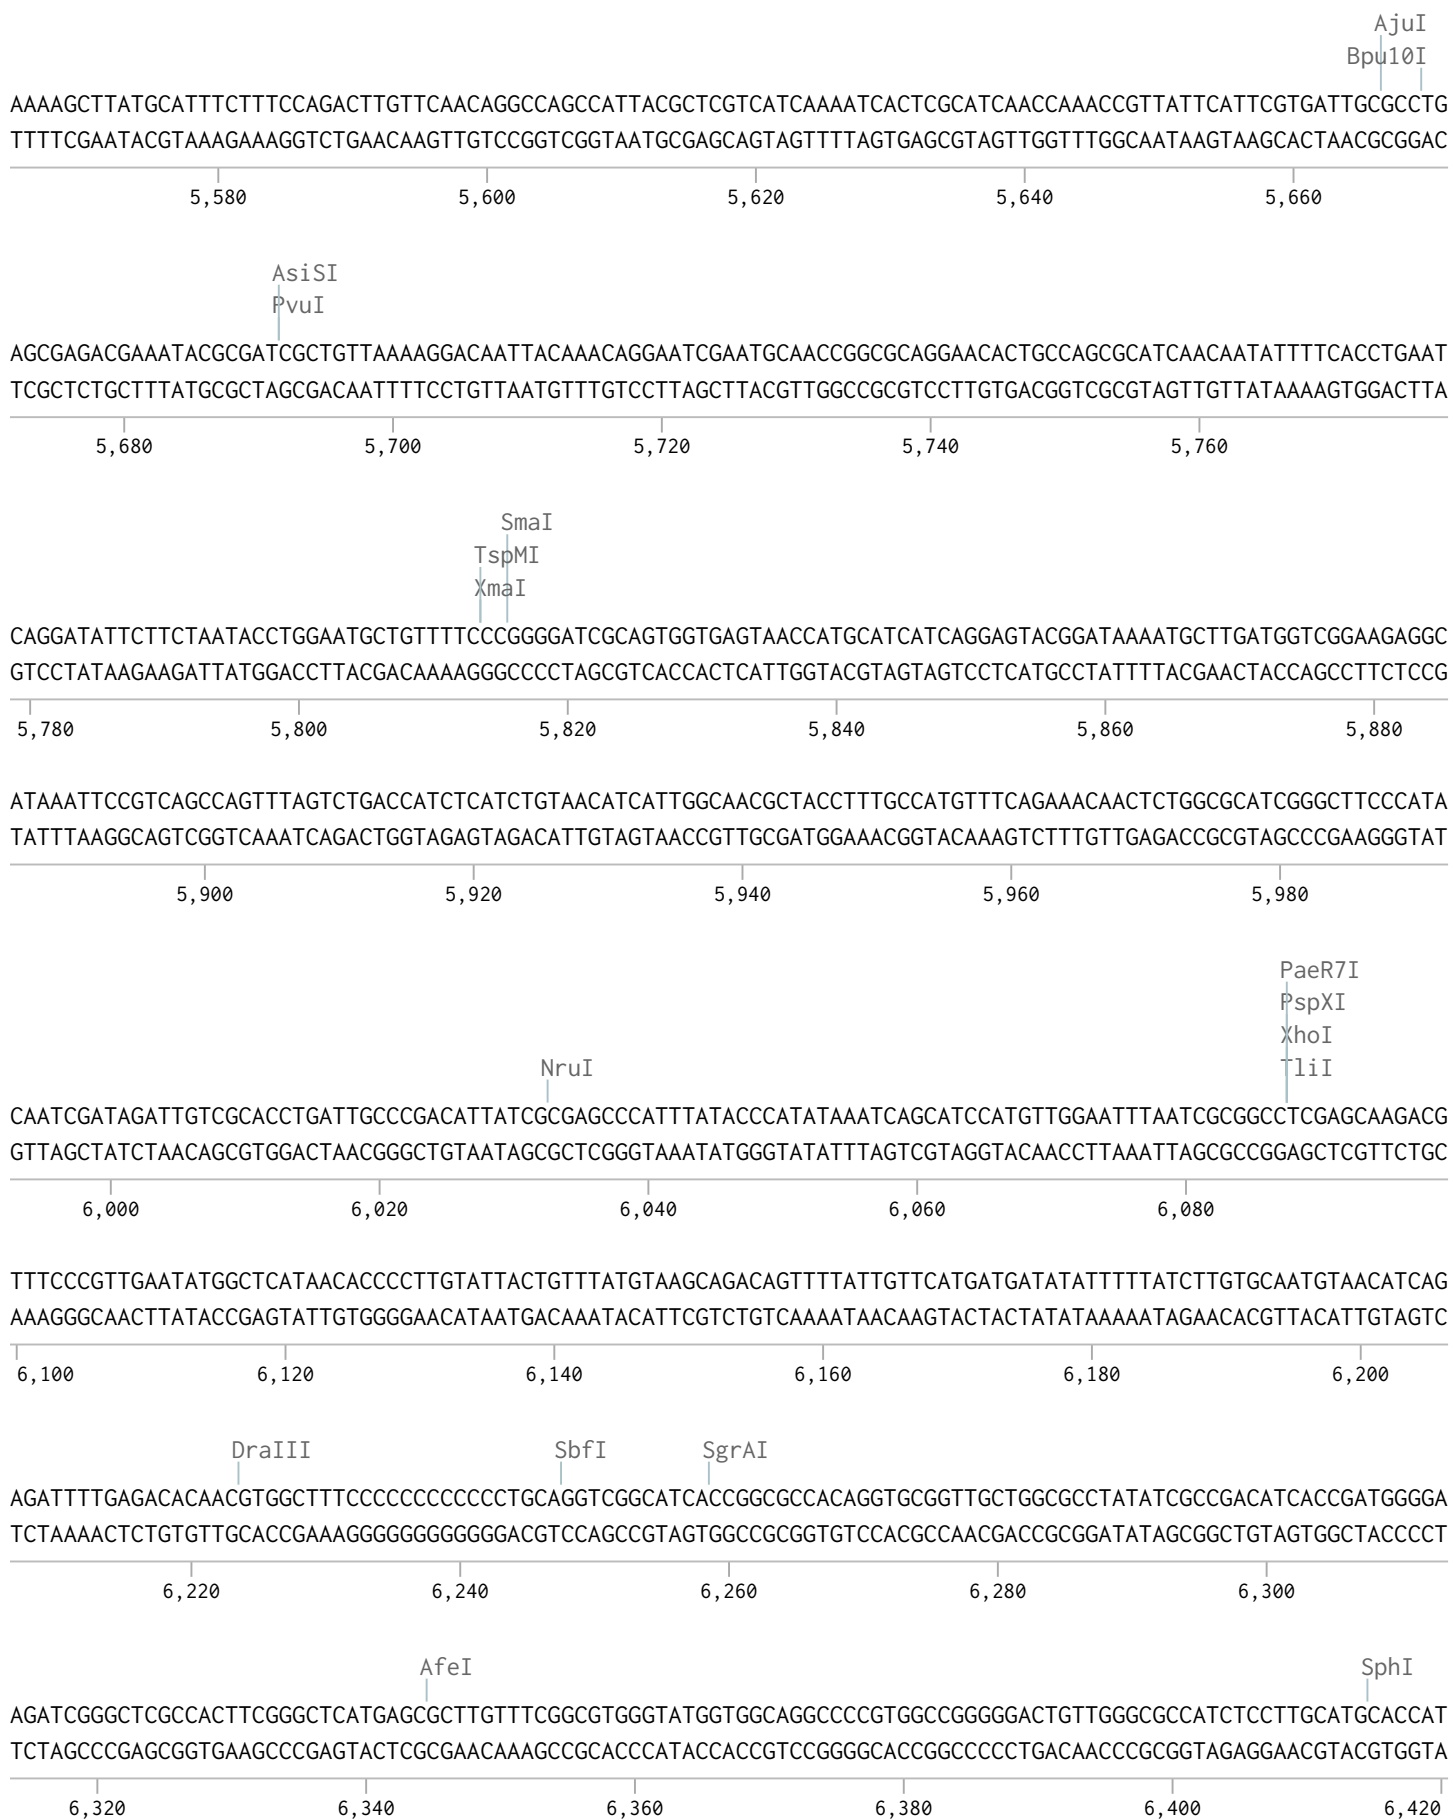 AjuI
Bpu10I
AAAAGCTTATGCATTTCTTTCCAGACTTGTTCAACAGGCCAGCCATTACGCTCGTCATCAAAATCACTCGCATCAACCAAACCGTTATTCATTCGTGATTGCGCCTG
TTTTCGAATACGTAAAGAAAGGTCTGAACAAGTTGTCCGGTCGGTAATGCGAGCAGTAGTTTTAGTGAGCGTAGTTGGTTTGGCAATAAGTAAGCACTAACGCGGAC
5,580 5,600 5,620 5,640 5,660
AsiSI
PvuI
AGCGAGACGAAATACGCGATCGCTGTTAAAAGGACAATTACAAACAGGAATCGAATGCAACCGGCGCAGGAACACTGCCAGCGCATCAACAATATTTTCACCTGAAT
TCGCTCTGCTTTATGCGCTAGCGACAATTTTCCTGTTAATGTTTGTCCTTAGCTTACGTTGGCCGCGTCCTTGTGACGGTCGCGTAGTTGTTATAAAAGTGGACTTA
5,680 5,700 5,720 5,740 5,760
SmaI
TspMI
XmaI
CAGGATATTCTTCTAATACCTGGAATGCTGTTTTCCCGGGGATCGCAGTGGTGAGTAACCATGCATCATCAGGAGTACGGATAAAATGCTTGATGGTCGGAAGAGGC
GTCCTATAAGAAGATTATGGACCTTACGACAAAAGGGCCCCTAGCGTCACCACTCATTGGTACGTAGTAGTCCTCATGCCTATTTTACGAACTACCAGCCTTCTCCG
5,780 5,800 5,820 5,840 5,860 5,880
ATAAATTCCGTCAGCCAGTTTAGTCTGACCATCTCATCTGTAACATCATTGGCAACGCTACCTTTGCCATGTTTCAGAAACAACTCTGGCGCATCGGGCTTCCCATA
TATTTAAGGCAGTCGGTCAAATCAGACTGGTAGAGTAGACATTGTAGTAACCGTTGCGATGGAAACGGTACAAAGTCTTTGTTGAGACCGCGTAGCCCGAAGGGTAT
5,900 5,920 5,940 5,960 5,980
PaeR7I
PspXI
XhoI
NruI TliI
CAATCGATAGATTGTCGCACCTGATTGCCCGACATTATCGCGAGCCCATTTATACCCATATAAATCAGCATCCATGTTGGAATTTAATCGCGGCCTCGAGCAAGACG
GTTAGCTATCTAACAGCGTGGACTAACGGGCTGTAATAGCGCTCGGGTAAATATGGGTATATTTAGTCGTAGGTACAACCTTAAATTAGCGCCGGAGCTCGTTCTGC
6,000 6,020 6,040 6,060 6,080
TTTCCCGTTGAATATGGCTCATAACACCCCTTGTATTACTGTTTATGTAAGCAGACAGTTTTATTGTTCATGATGATATATTTTTATCTTGTGCAATGTAACATCAG
AAAGGGCAACTTATACCGAGTATTGTGGGGAACATAATGACAAATACATTCGTCTGTCAAAATAACAAGTACTACTATATAAAAATAGAACACGTTACATTGTAGTC
6,100 6,120 6,140 6,160 6,180 6,200
DraIII SbfI SgrAI
AGATTTTGAGACACAACGTGGCTTTCCCCCCCCCCCCTGCAGGTCGGCATCACCGGCGCCACAGGTGCGGTTGCTGGCGCCTATATCGCCGACATCACCGATGGGGA
TCTAAAACTCTGTGTTGCACCGAAAGGGGGGGGGGGGACGTCCAGCCGTAGTGGCCGCGGTGTCCACGCCAACGACCGCGGATATAGCGGCTGTAGTGGCTACCCCT
6,220 6,240 6,260 6,280 6,300
AfeI SphI
AGATCGGGCTCGCCACTTCGGGCTCATGAGCGCTTGTTTCGGCGTGGGTATGGTGGCAGGCCCCGTGGCCGGGGGACTGTTGGGCGCCATCTCCTTGCATGCACCAT
TCTAGCCCGAGCGGTGAAGCCCGAGTACTCGCGAACAAAGCCGCACCCATACCACCGTCCGGGGCACCGGCCCCCTGACAACCCGCGGTAGAGGAACGTACGTGGTA
6,320 6,340 6,360 6,380 6,400 6,420